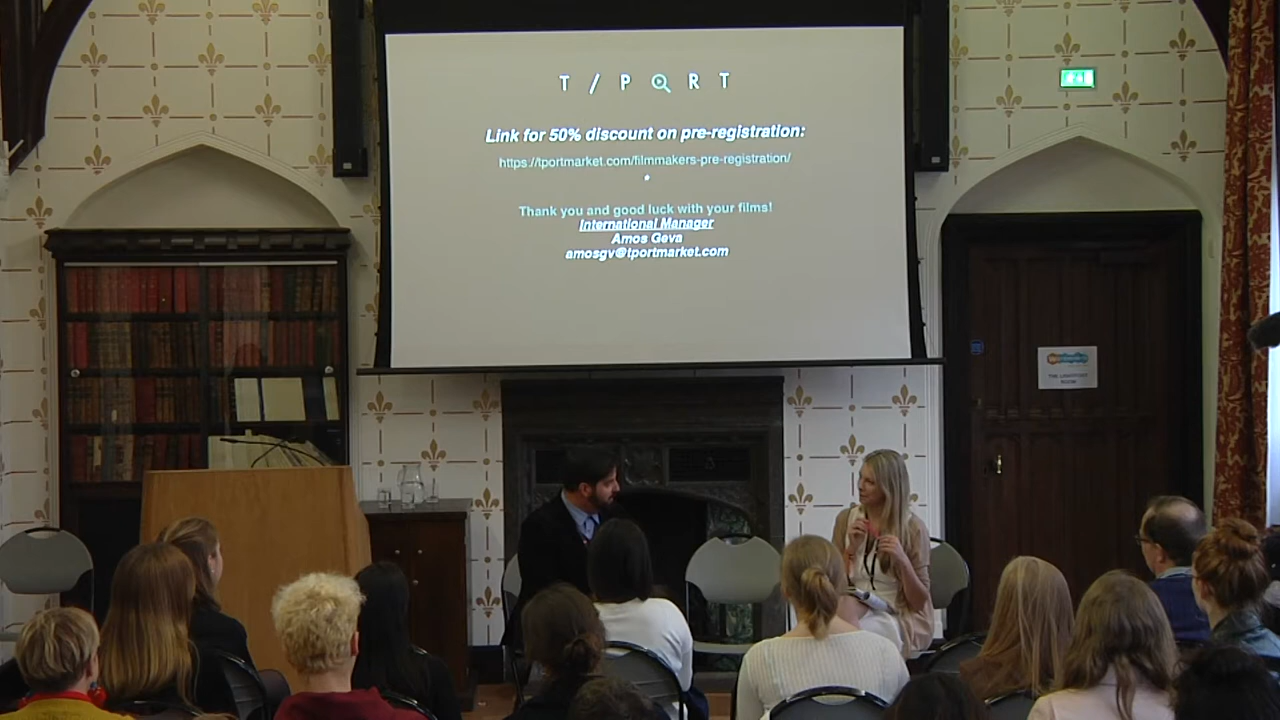 T / P O R T
Link for 50% discount on pre-registration:
https://tportmarket.com/filmmakers-pre-registration/
Thank you and good luck with your films!
International Manager
Amos Geva
amosgv@tportmarket.com